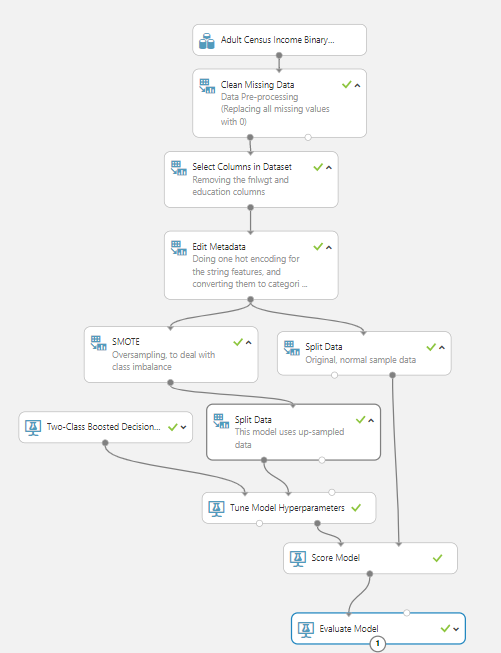 Adult Census Income Binary...
Clean Missing Data
Data Pre-processing
(Replacing all missing values
with 0)
Select Columns in Dataset
Removing the fnlwgt and
education columns
Edit Metadata
Doing one hot encoding for
the string features, and
converting them to categori ...
SMOTE
Oversampling, to deal with
class imbalance
Split Data
Original, normal sample data
Two-Class Boosted Decision...
Split Data
This model uses up-sampled
data
Tune Model Hyperparameters
Score Model
Evaluate Model
1